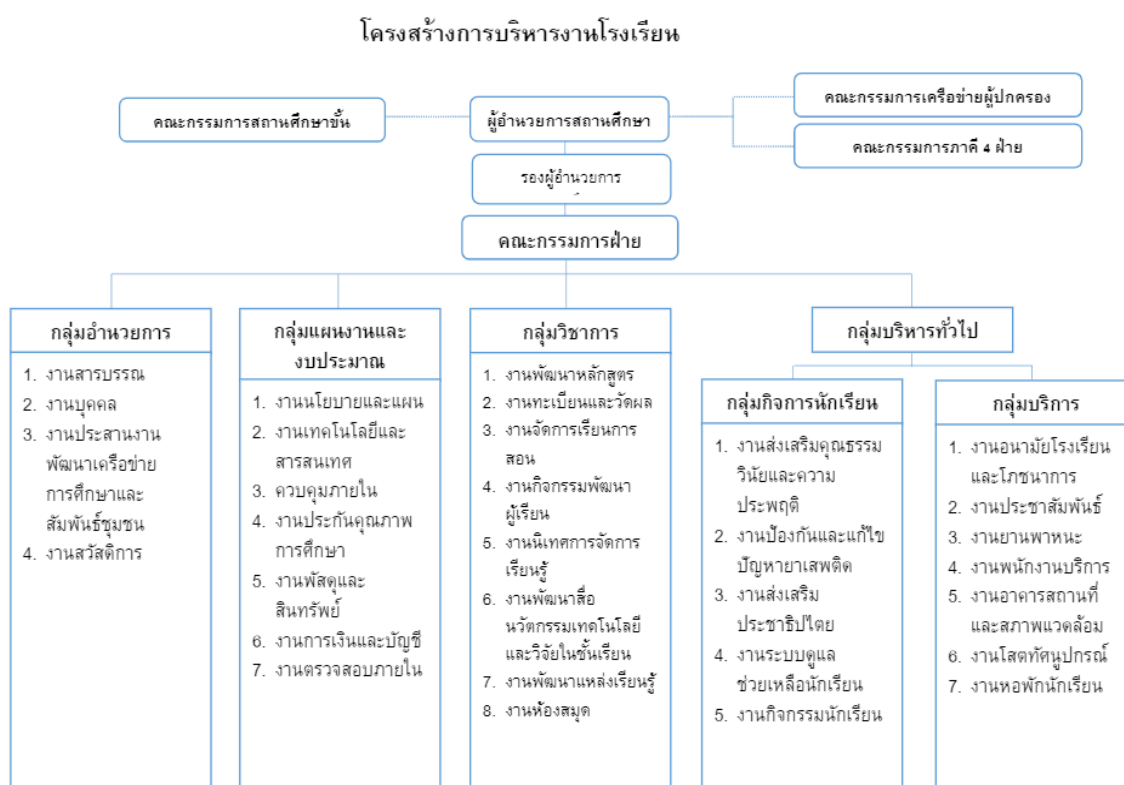 โครงสร้างการบริหารงานโรงเรียน
คณะกรรมการสถานศึกษาขั้น
ผู้อำนวยการสถานศึกษา
คณะกรรมการเครือข่ายผู้ปกครอง
คณะกรรมการภาคี 4 ฝ่าย
รองผู้อำนวยการ
คณะกรรมการฝ่าย
กลุ่มอำนวยการ
1. งานสารบรรณ
2. งานบุคคล
3. งานประสานงาน
พัฒนาเครือข่าย
การศึกษาและ
สัมพันธ์ชุมชน
4. งานสวัสดิการ
กลุ่มแผนงานและ
งบประมาณ
1. งานนโยบายและแผน
2. งานเทคโนโลยีและ
สารสนเทศ
3. ควบคุมภายใน
4. งานประกันคุณภาพ
การศึกษา
5. งานพัสดุและ
สินทรัพย์
6. งานการเงินและบัญชี
7. งานตรวจสอบภายใน
กลุ่มวิชาการ
1. งานพัฒนาหลักสูตร
2. งานทะเบียนและวัดผล
3. งานจัดการเรียนการ
สอน
4. งานกิจกรรมพัฒนา
ผู้เรียน
5. งานนิเทศการจัดการ
เรียนรู้
6. งานพัฒนาสื่อ
นวัตกรรมเทคโนโลยี
และวิจัยในชั้นเรียน
7. งานพัฒนาแหล่งเรียนรู้
8. งานห้องสมุด
กลุ่มบริหารทั่วไป
กลุ่มกิจการนักเรียน
1. งานส่งเสริมคุณธรรม
วินัยและความ
ประพฤติ
2. งานป้องกันและแก้ไข
ปัญหายาเสพติด
3. งานส่งเสริม
ประชาธิปไตย
4. งานระบบดูแล
ช่วยเหลือนักเรียน
5. งานกิจกรรมนักเรียน
กลุ่มบริการ
1. งานอนามัยโรงเรียน
และโภชนาการ
2. งานประชาสัมพันธ์
3. งานยานพาหนะ
4. งานพนักงานบริการ
5. งานอาคารสถานที่
และสภาพแวดล้อม
6. งานโสตทัศนูปกรณ์
7. งานหอพักนักเรียน